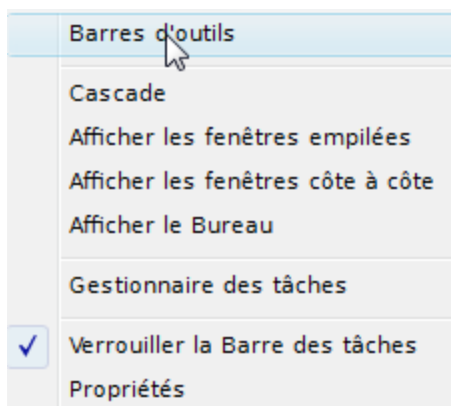 Barres d'outils
Cascade
Afficher les fenêtres empilées
Afficher les fenêtres côte à côte
Afficher le Bureau
Gestionnaire des tâches
Verrouiller la Barre des tâches
Propriétés